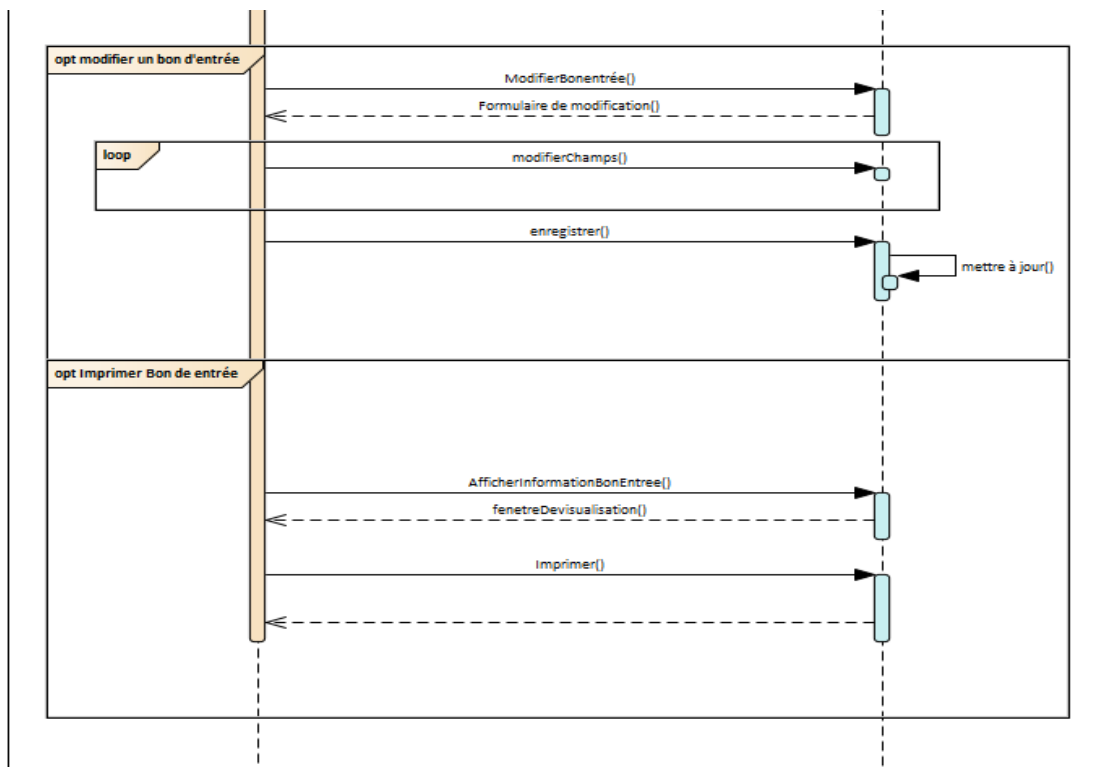 opt modifier un bon d'entrée
ModifierBonentrée()
Formulaire de modification()
loop
modifierChamps()
enregistrer()
mettre à jour()
opt Imprimer Bon de entrée
AfficherInformationBonEntree()
fenetreDevisualisation()
Imprimer()